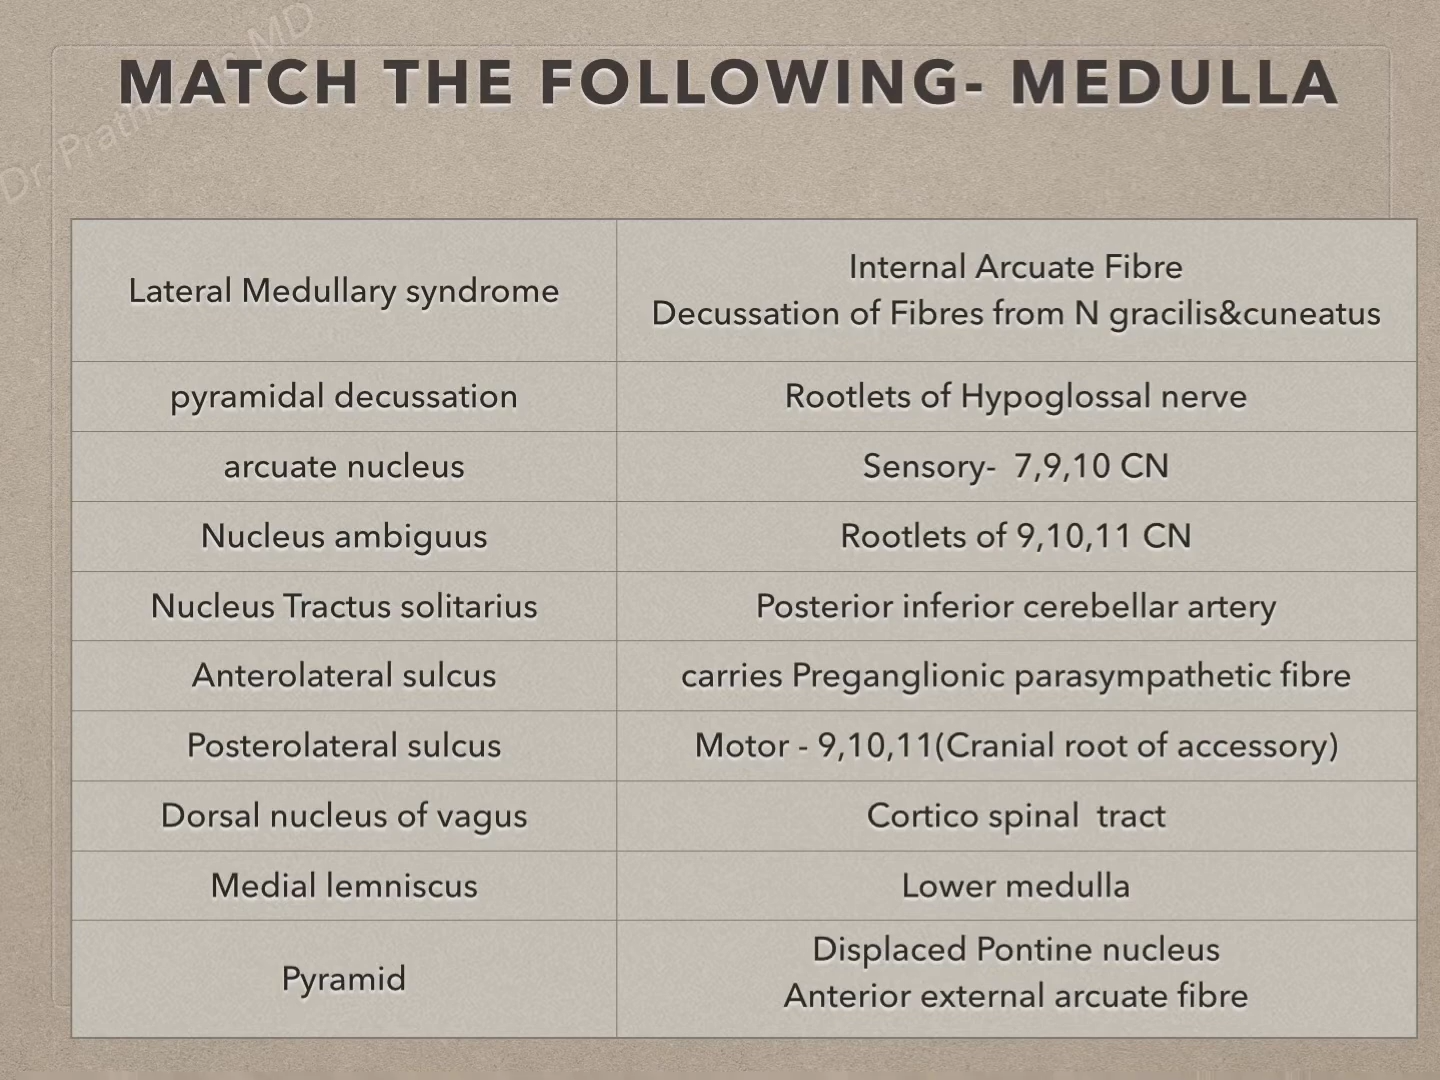 MATCH THE FOLLOWING- MEDULLA
Lateral Medullary syndrome
Internal Arcuate Fibre
Decussation of Fibres from N gracilis&cuneatus
pyramidal decussation
Rootlets of Hypoglossal nerve
arcuate nucleus
Sensory-  7,9,10 CN
Nucleus ambiguus
Rootlets of 9,10,11 CN
Nucleus Tractus solitarius
Posterior inferior cerebellar artery
Anterolateral sulcus
carries Preganglionic parasympathetic fibre
Posterolateral sulcus
Motor - 9,10,11(Cranial root of accessory)
Dorsal nucleus of vagus
Cortico spinal  tract
Medial lemniscus
Lower medulla
Pyramid
Displaced Pontine nucleus
Anterior external arcuate fibre
Dr. MD